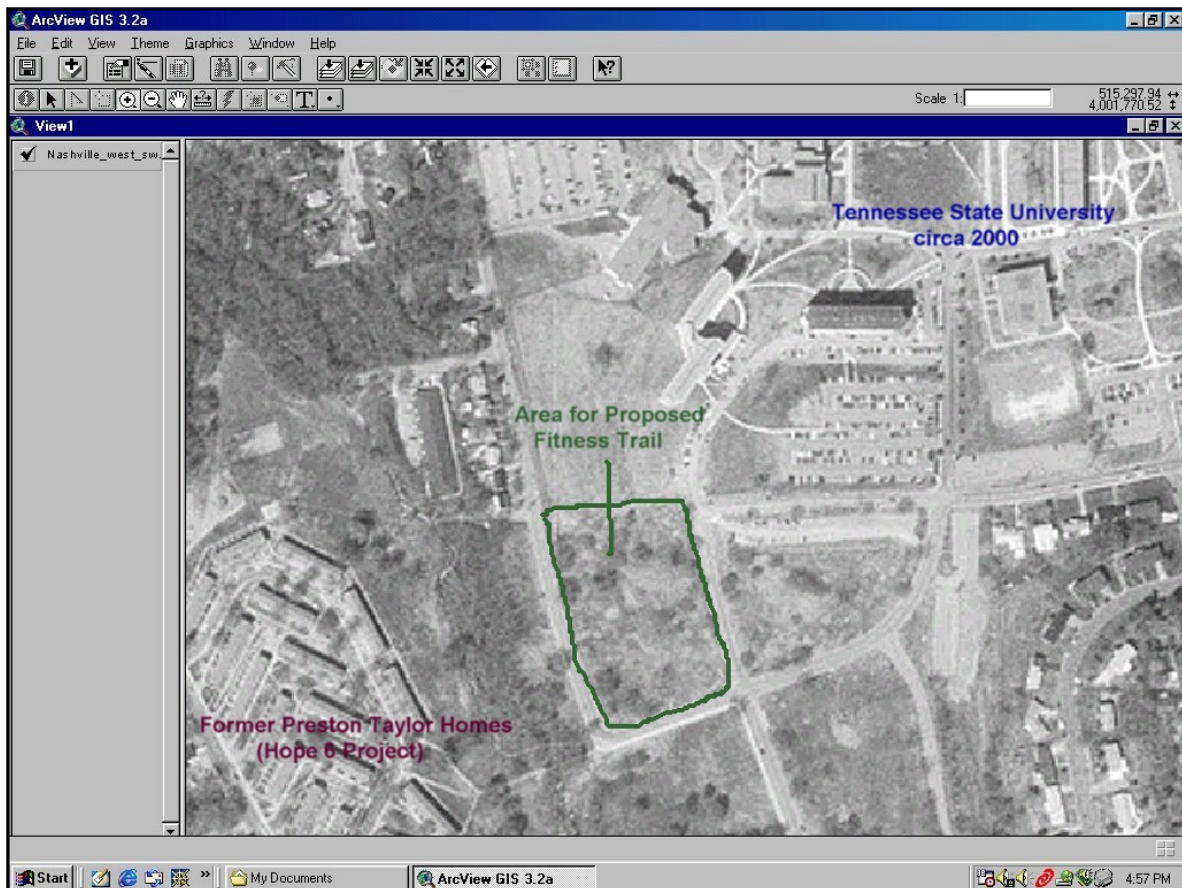 ArcView GIS 3.2a
File Edit View Theme Graphics Window Help
Scale 1:
515,297.94
4,001,770.52
View1
Nashville_west_sw.
Tennessee State University
circa 2000
Area for Proposed
Fitness Trail
Former Preston Taylor Homes
(Hope 6 Project)
Start
My Documents
ArcView GIS 3.2a
4:57 PM